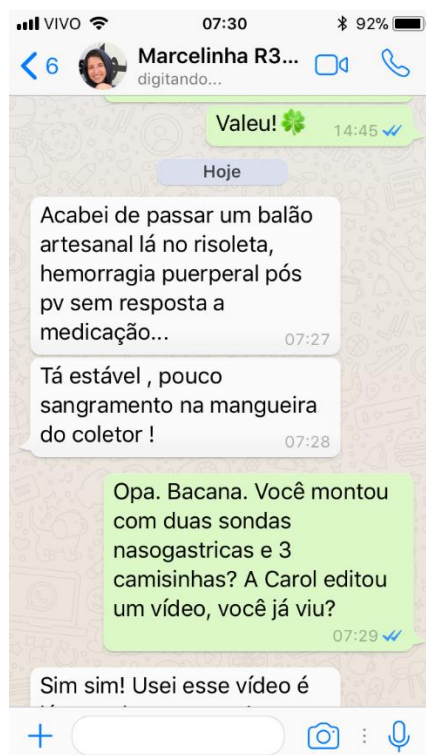 VIVO 07:30 92%
6 Marcelinha R3...
digitando...
Valeu!🍀 14:45
Hoje
Acabei de passar um balão
artesanal lá no risoleta,
hemorragia puerperal pós
pv sem resposta a
medicação... 07:27
Tá estável , pouco
sangramento na mangueira
do coletor ! 07:28
Opa. Bacana. Você montou
com duas sondas
nasogastricas e 3
camisinhas? A Carol editou
um vídeo, você já viu?
07:29
Sim sim! Usei esse vídeo é